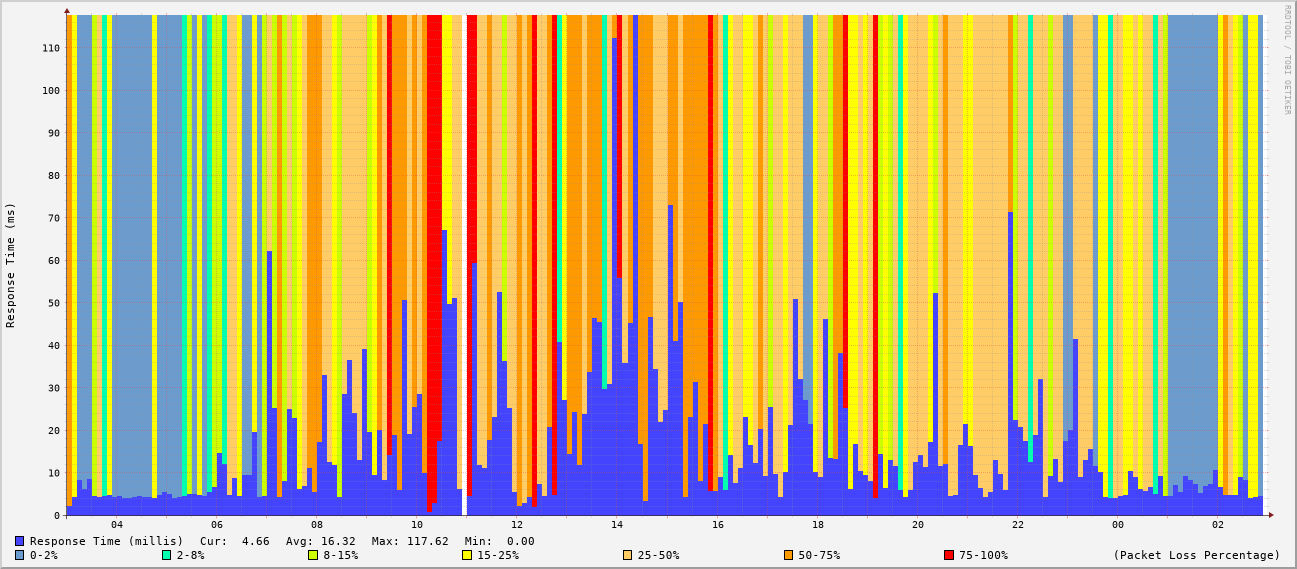 RRDTOOL / TOBI OETIKER
Response Time (ms)
110
100
90
80
70
60
50
40
30
20
10
0
04 06 08 10 12 14 16 18 20 22 00 02
Response Time (millis) Cur: 4.66 Avg: 16.32 Max: 117.62 Min: 0.00
0-2% 2-8% 8-15% 15-25% 25-50% 50-75% 75-100% (Packet Loss Percentage)